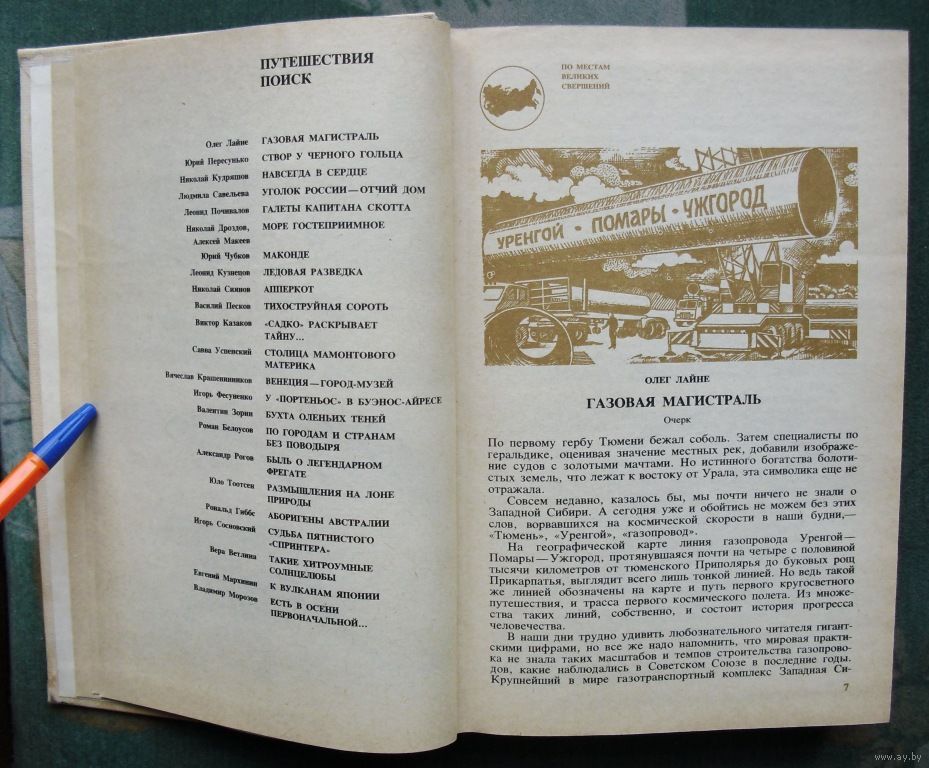 ПУТЕШЕСТВИЯ
ПОИСК
Олег Лайне ГАЗОВАЯ МАГИСТРАЛЬ
Юрий Пересунько СТВОР У ЧЕРНОГО ГОЛЬЦА
Николай Кудряшов НАВСЕГДА В СЕРДЦЕ
Людмила Савельева УГОЛОК РОССИИ — ОТЧИЙ ДОМ
Леонид Почивалов ГАЛЕТЫ КАПИТАНА СКОТТА
Николай Дроздов, МОРЕ ГОСТЕПРИИМНОЕ
Алексей Макеев
Юрий Чубков МАКОНДЕ
Леонид Кузнецов ЛЕДОВАЯ РАЗВЕДКА
Николай Сиянов АППЕРКОТ
Василий Песков ТИХОСТРУЙНАЯ СОРОТЬ
Виктор Казаков «САДКО» РАСКРЫВАЕТ
ТАЙНУ...
Савва Успенский СТОЛИЦА МАМОНТОВОГО
МАТЕРИКА
Вячеслав Крашенинников ВЕНЕЦИЯ — ГОРОД-МУЗЕЙ
Игорь Фесуненко У «ПОРТЕНЬОС» В БУЭНОС-АЙРЕСЕ
Валентин Зорин БУХТА ОЛЕНЬИХ ТЕНЕЙ
Роман Белоусов ПО ГОРОДАМ И СТРАНАМ
БЕЗ ПОВОДЫРЯ
Александр Рогов БЫЛЬ О ЛЕГЕНДАРНОМ
ФРЕГАТЕ
Юло Тоотсен РАЗМЫШЛЕНИЯ НА ЛОНЕ
ПРИРОДЫ
Рональд Гиббс АБОРИГЕНЫ АВСТРАЛИИ
Игорь Сосновский СУДЬБА ПЯТНИСТОГО
«СПРИНТЕРА»
Вера Ветлина ТАКИЕ ХИТРОУМНЫЕ
СОЛНЦЕЛЮБЫ
Евгений Мархинин К ВУЛКАНАМ ЯПОНИИ
Владимир Морозов ЕСТЬ В ОСЕНИ
ПЕРВОНАЧАЛЬНОЙ...
ПО МЕСТАМ
ВЕЛИКИХ
СВЕРШЕНИЙ
УРЕНГОЙ • ПОМАРЫ • УЖГОРОД
ОЛЕГ ЛАЙНЕ
ГАЗОВАЯ МАГИСТРАЛЬ
Очерк
По первому гербу Тюмени бежал соболь. Затем специалисты по
геральдике, оценивая значение местных рек, добавили изображе-
ние судов с золотыми мачтами. Но истинного богатства болоти-
стых земель, что лежат к востоку от Урала, эта символика еще не
отражала.
Совсем недавно, казалось бы, мы почти ничего не знали о
Западной Сибири. А сегодня уже и обойтись не можем без этих
слов, ворвавшихся на космической скорости в наши будни,—
«Тюмень», «Уренгой», «газопровод».
На географической карте линия газопровода Уренгой—
Помары—Ужгород, протянувшаяся почти на четыре с половиной
тысячи километров от тюменского Приполярья до буковых рощ
Прикарпатья, выглядит всего лишь тонкой линией. Но ведь такой
же линией обозначены на карте и путь первого кругосветного
путешествия, и трасса первого космического полета. Из множе-
ства таких линий, собственно, и состоит история прогресса
человечества.
В наши дни трудно удивить любознательного читателя гигант-
скими цифрами, но все же надо напомнить, что мировая практи-
ка не знала таких масштабов и темпов строительства газопрово-
дов, какие наблюдались в Советском Союзе в последние годы.
Крупнейший в мире газотранспортный комплекс Западная Си-
7
www.ay.by